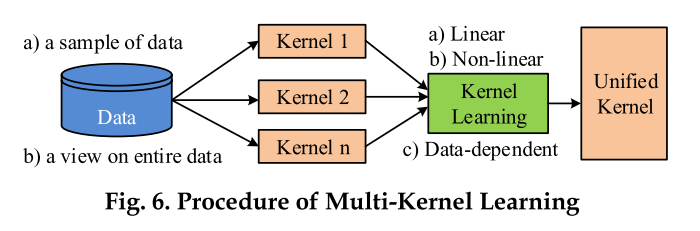 a) a sample of data
Data
b) a view on entire data
Kernel 1
Kernel 2
Kernel n
a) Linear
b) Non-linear
Kernel
Learning
c) Data-dependent
Unified
Kernel
Fig. 6. Procedure of Multi-Kernel Learning